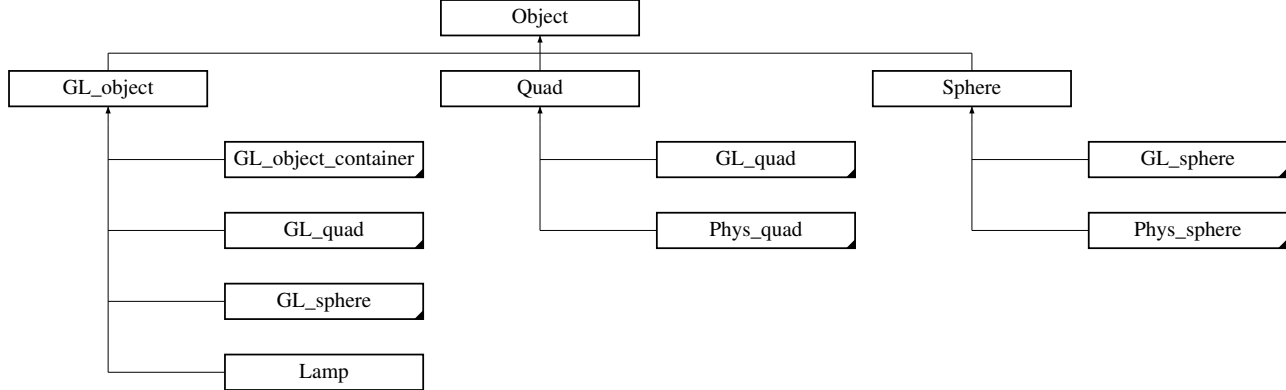 Object
GL_object
Quad
Sphere
GL_object_container
GL_quad
GL_sphere
GL_quad
Phys_quad
Phys_sphere
GL_sphere
Lamp